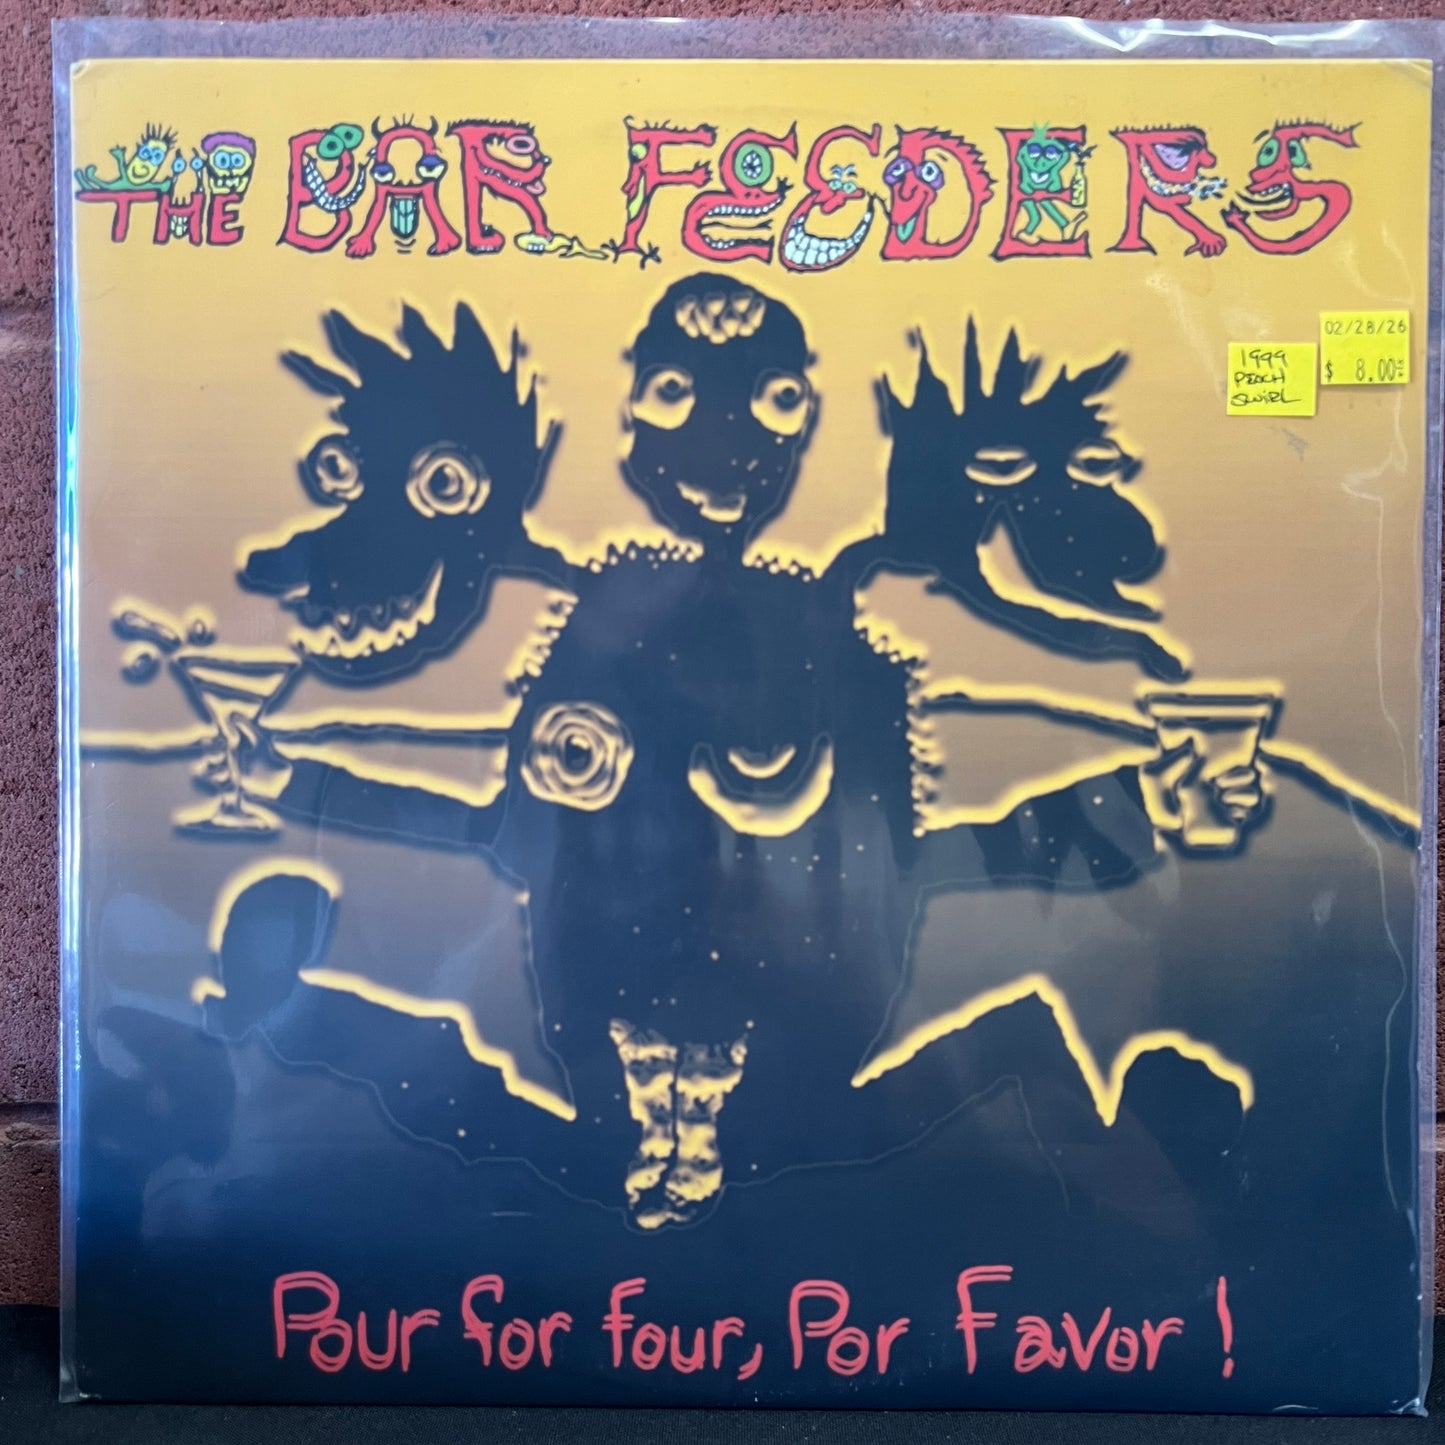 THE BAR FEEDERS
02/28/26
$ 8.00
1999
PEACH
SWIRL
Pour for four, Por Favor!